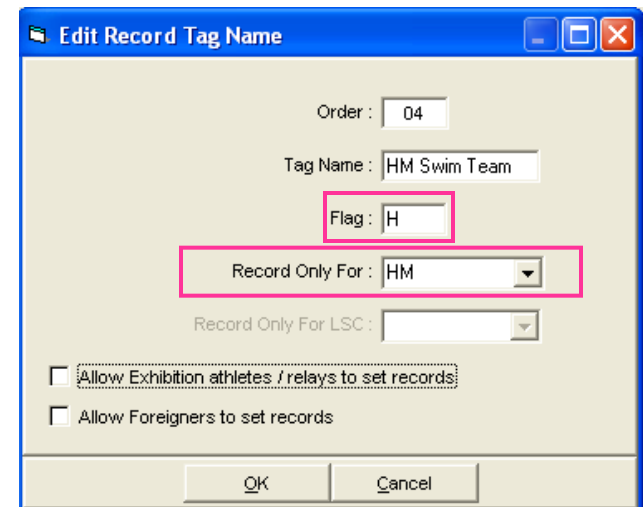 Edit Record Tag Name
Order : 04
Tag Name : HM Swim Team
Flag : H
Record Only For : HM
Record Only For LSC :
Allow Exhibition athletes / relays to set records
Allow Foreigners to set records
OK Cancel